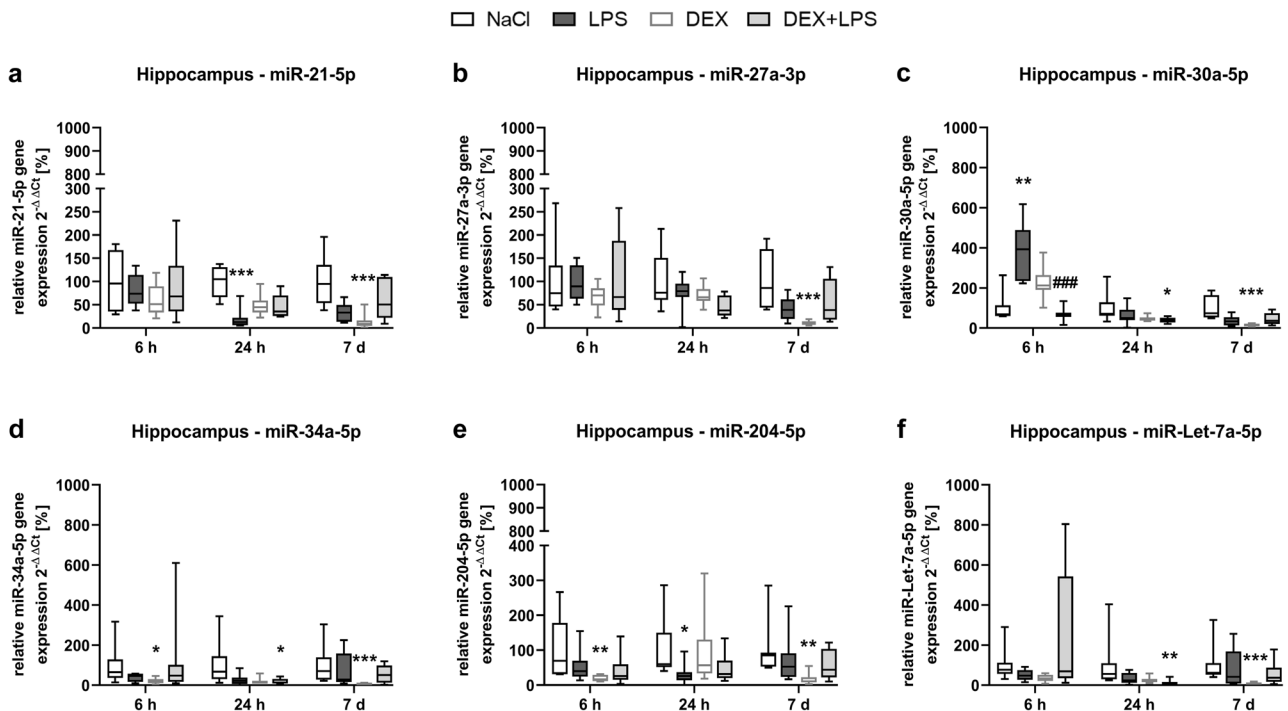 NaCl LPS DEX DEX+LPS
a Hippocampus - miR-21-5p
relative miR-21-5p gene
expression 2-Δ ΔCt [%]
1000
900
800
300
250
200
150
100
50
0
*** ***
6 h 24 h 7 d
b Hippocampus - miR-27a-3p
relative miR-27a-3p gene
expression 2-Δ ΔCt [%]
1000
900
800
300
250
200
150
100
50
0
***
6 h 24 h 7 d
c Hippocampus - miR-30a-5p
relative miR-30a-5p gene
expression 2-Δ ΔCt [%]
1000
800
600
400
200
0
** ### * ***
6 h 24 h 7 d
d Hippocampus - miR-34a-5p
relative miR-34a-5p gene
expression 2-Δ ΔCt [%]
1000
800
600
400
200
0
* * ***
6 h 24 h 7 d
e Hippocampus - miR-204-5p
relative miR-204-5p gene
expression 2-Δ ΔCt [%]
1000
900
800
400
300
200
100
0
** * **
6 h 24 h 7 d
f Hippocampus - miR-Let-7a-5p
relative miR-Let-7a-5p gene
expression 2-Δ ΔCt [%]
1000
800
600
400
200
0
** ***
6 h 24 h 7 d